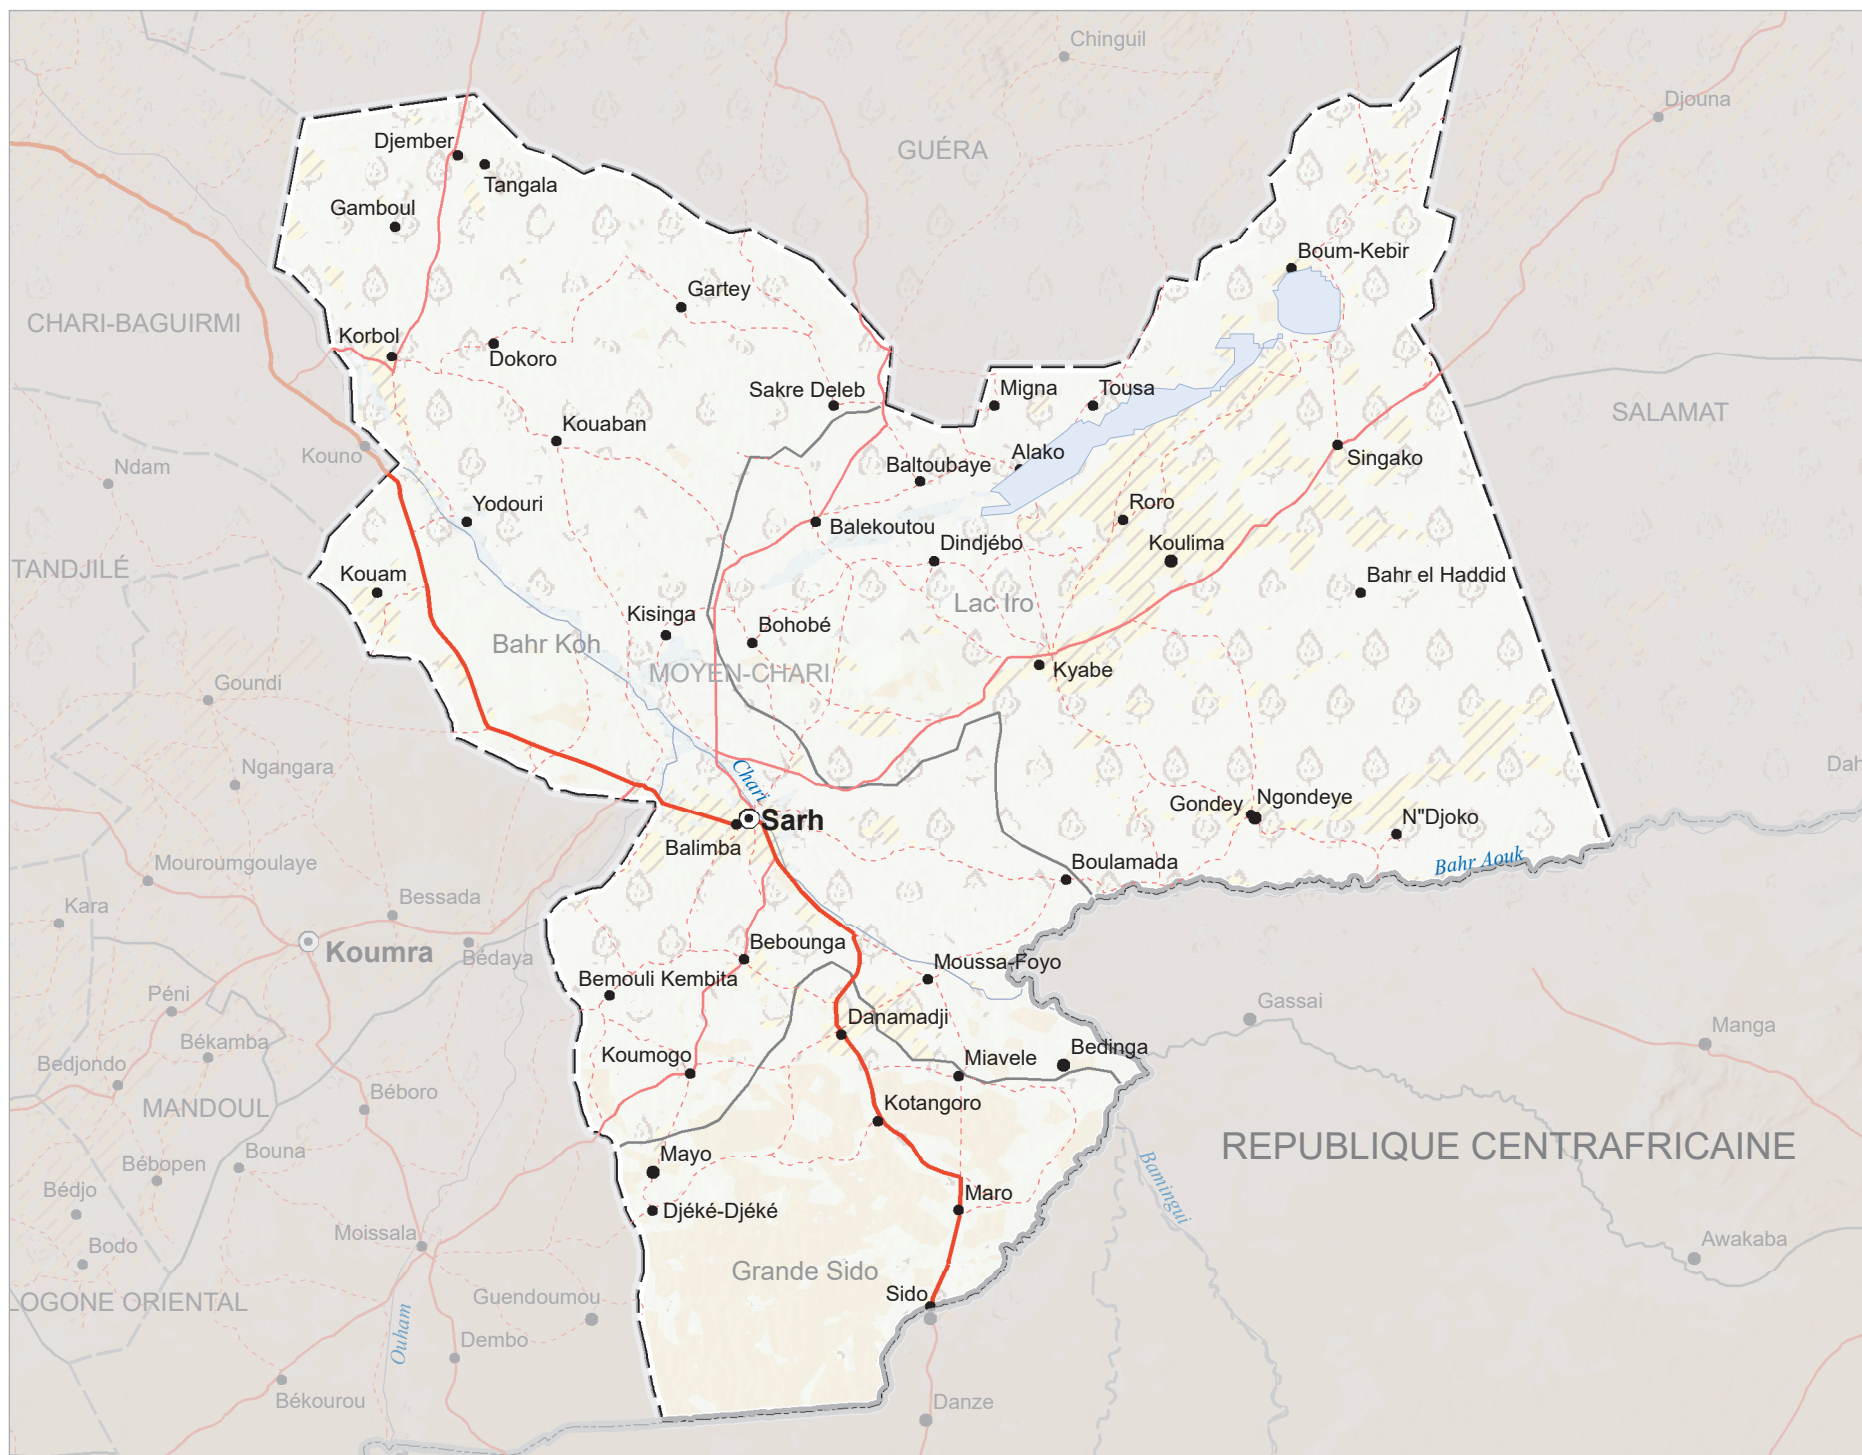 Chinguil
Djouna
Djember
GUÉRA
Tangala
Gamboul
Boum-Kebir
Gartey
CHARI-BAGUIRMI
Korbol
Dokoro
Sakre Deleb
Migna
Tousa
SALAMAT
Kouaban
Kouno
Alako
Singako
Ndam
Baltoubaye
Yodouri
Roro
Balekoutou
Dindjébo
Koulima
TANDJILÉ
Kouam
Bahr el Haddid
Lac Iro
Kisinga
Bohobé
Bahr Koh
MOYEN-CHARI
Kyabe
Goundi
Ngangara
Chari
Dah
Gondey
Ngondeye
N"Djoko
Sarh
Balimba
Mouroumgoulaye
Boulamada
Bahr Aouk
Kara
Bessada
Koumra
Bédaya
Bebounga
Moussa-Foyo
Bemouli Kembita
Péni
Gassai
Danamadji
Manga
Békamba
Bedjondo
Koumogo
Miavele
Bedinga
Béboro
MANDOUL
Kotangoro
REPUBLIQUE CENTRAFRICAINE
Bouna
Mayo
Bébopen
Bamingui
Bédjo
Maro
Djéké-Djéké
Moissala
Bodo
Awakaba
Grande Sido
LOGONE ORIENTAL
Guendoumou
Sido
Ouham
Dembo
Békourou
Danze